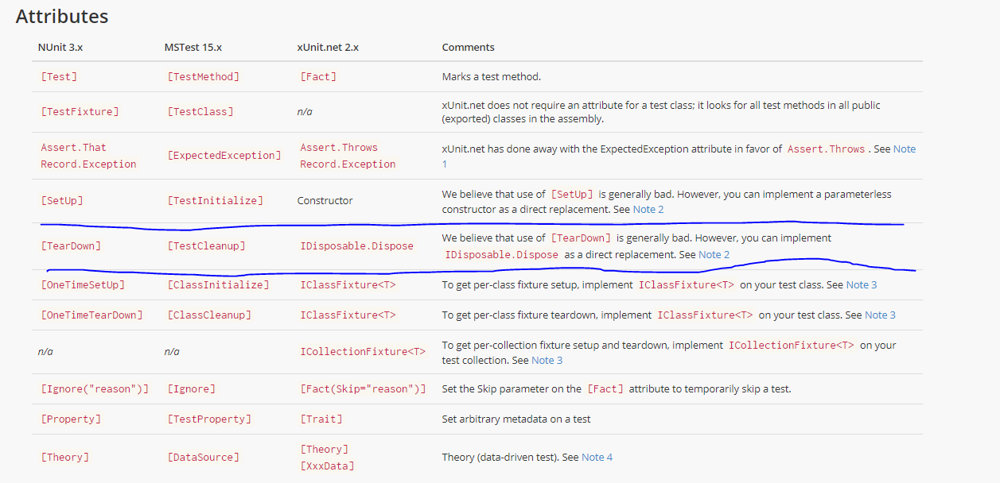 Attributes
NUnit 3.x MSTest 15.x xUnit.net 2.x Comments
[Test] [TestMethod] [Fact] Marks a test method.
[TestFixture] [TestClass] n/a xUnit.net does not require an attribute for a test class; it looks for all test methods in all public
(exported) classes in the assembly.
Assert.That
Record.Exception [ExpectedException] Assert.Throws
Record.Exception xUnit.net has done away with the ExpectedException attribute in favor of Assert.Throws . See Note
1
[SetUp] [TestInitialize] Constructor We believe that use of [SetUp] is generally bad. However, you can implement a parameterless
constructor as a direct replacement. See Note 2
[TearDown] [TestCleanup] IDisposable.Dispose We believe that use of [TearDown] is generally bad. However, you can implement
IDisposable.Dispose as a direct replacement. See Note 2
[OneTimeSetUp] [ClassInitialize] IClassFixture<T> To get per-class fixture setup, implement IClassFixture<T> on your test class. See Note 3
[OneTimeTearDown] [ClassCleanup] IClassFixture<T> To get per-class fixture teardown, implement IClassFixture<T> on your test class. See Note 3
n/a n/a ICollectionFixture<T> To get per-collection fixture setup and teardown, implement ICollectionFixture<T> on your
test collection. See Note 3
[Ignore("reason")] [Ignore] [Fact(Skip="reason")] Set the Skip parameter on the [Fact] attribute to temporarily skip a test.
[Property] [TestProperty] [Trait] Set arbitrary metadata on a test
[Theory] [DataSource] [Theory]
[XxxData] Theory (data-driven test). See Note 4